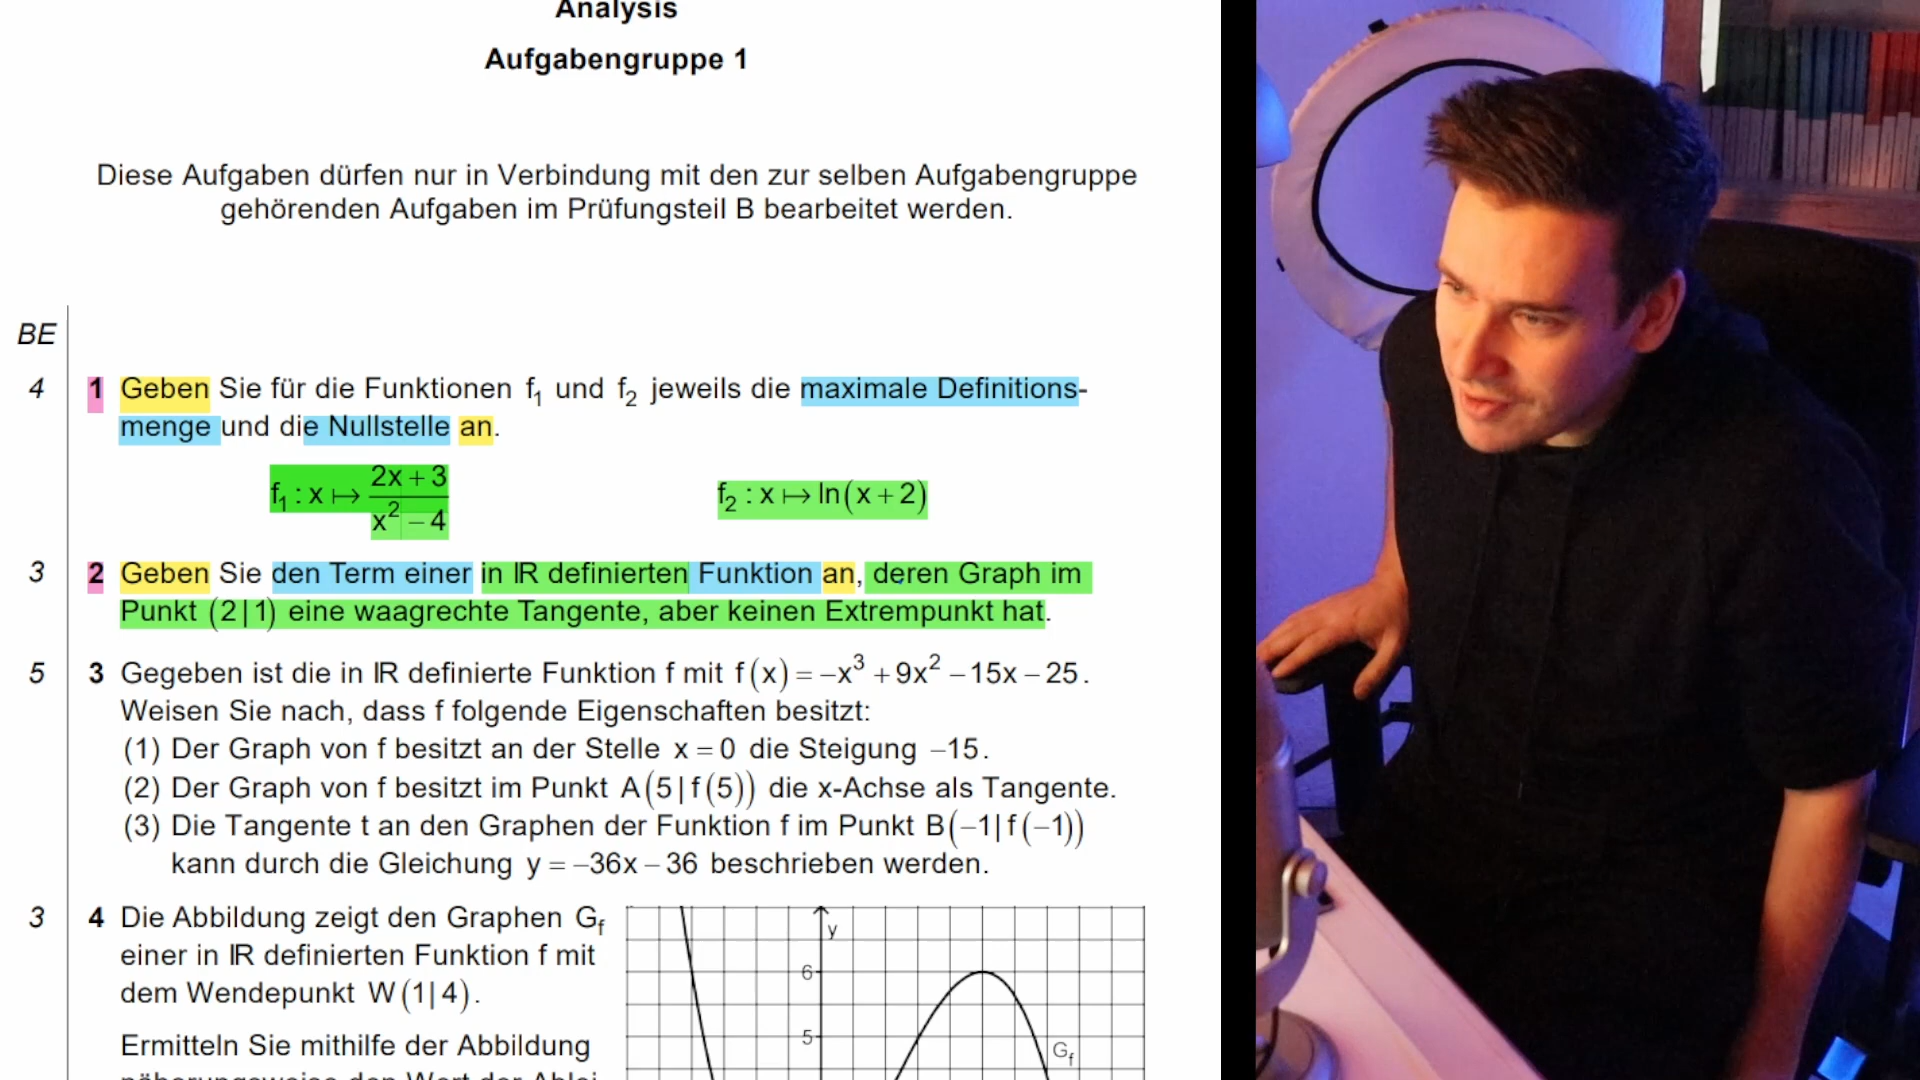 Analysis
Aufgabengruppe 1
Diese Aufgaben dürfen nur in Verbindung mit den zur selben Aufgabengruppe
gehörenden Aufgaben im Prüfungsteil B bearbeitet werden.
BE
4 1 Geben Sie für die Funktionen f₁ und f₂ jeweils die maximale Definitions-
menge und die Nullstelle an.
f₁ : x ↦ (2x + 3)/(x² − 4) f₂ : x ↦ ln(x + 2)
3 2 Geben Sie den Term einer in IR definierten Funktion an, deren Graph im
Punkt (2|1) eine waagrechte Tangente, aber keinen Extrempunkt hat.
5 3 Gegeben ist die in IR definierte Funktion f mit f(x) = −x³ + 9x² − 15x − 25.
Weisen Sie nach, dass f folgende Eigenschaften besitzt:
(1) Der Graph von f besitzt an der Stelle x = 0 die Steigung −15.
(2) Der Graph von f besitzt im Punkt A(5|f(5)) die x-Achse als Tangente.
(3) Die Tangente t an den Graphen der Funktion f im Punkt B(−1|f(−1))
kann durch die Gleichung y = −36x − 36 beschrieben werden.
3 4 Die Abbildung zeigt den Graphen G_f
einer in IR definierten Funktion f mit
dem Wendepunkt W(1|4).
Ermitteln Sie mithilfe der Abbildung
y
6
5
G_f